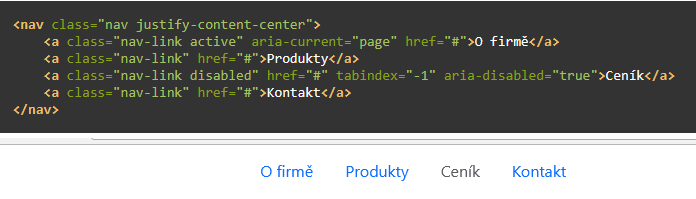 <nav class="nav justify-content-center">
    <a class="nav-link active" aria-current="page" href="#">O firmě</a>
    <a class="nav-link" href="#">Produkty</a>
    <a class="nav-link disabled" href="#" tabindex="-1" aria-disabled="true">Ceník</a>
    <a class="nav-link" href="#">Kontakt</a>
</nav>
O firmě Produkty Ceník Kontakt